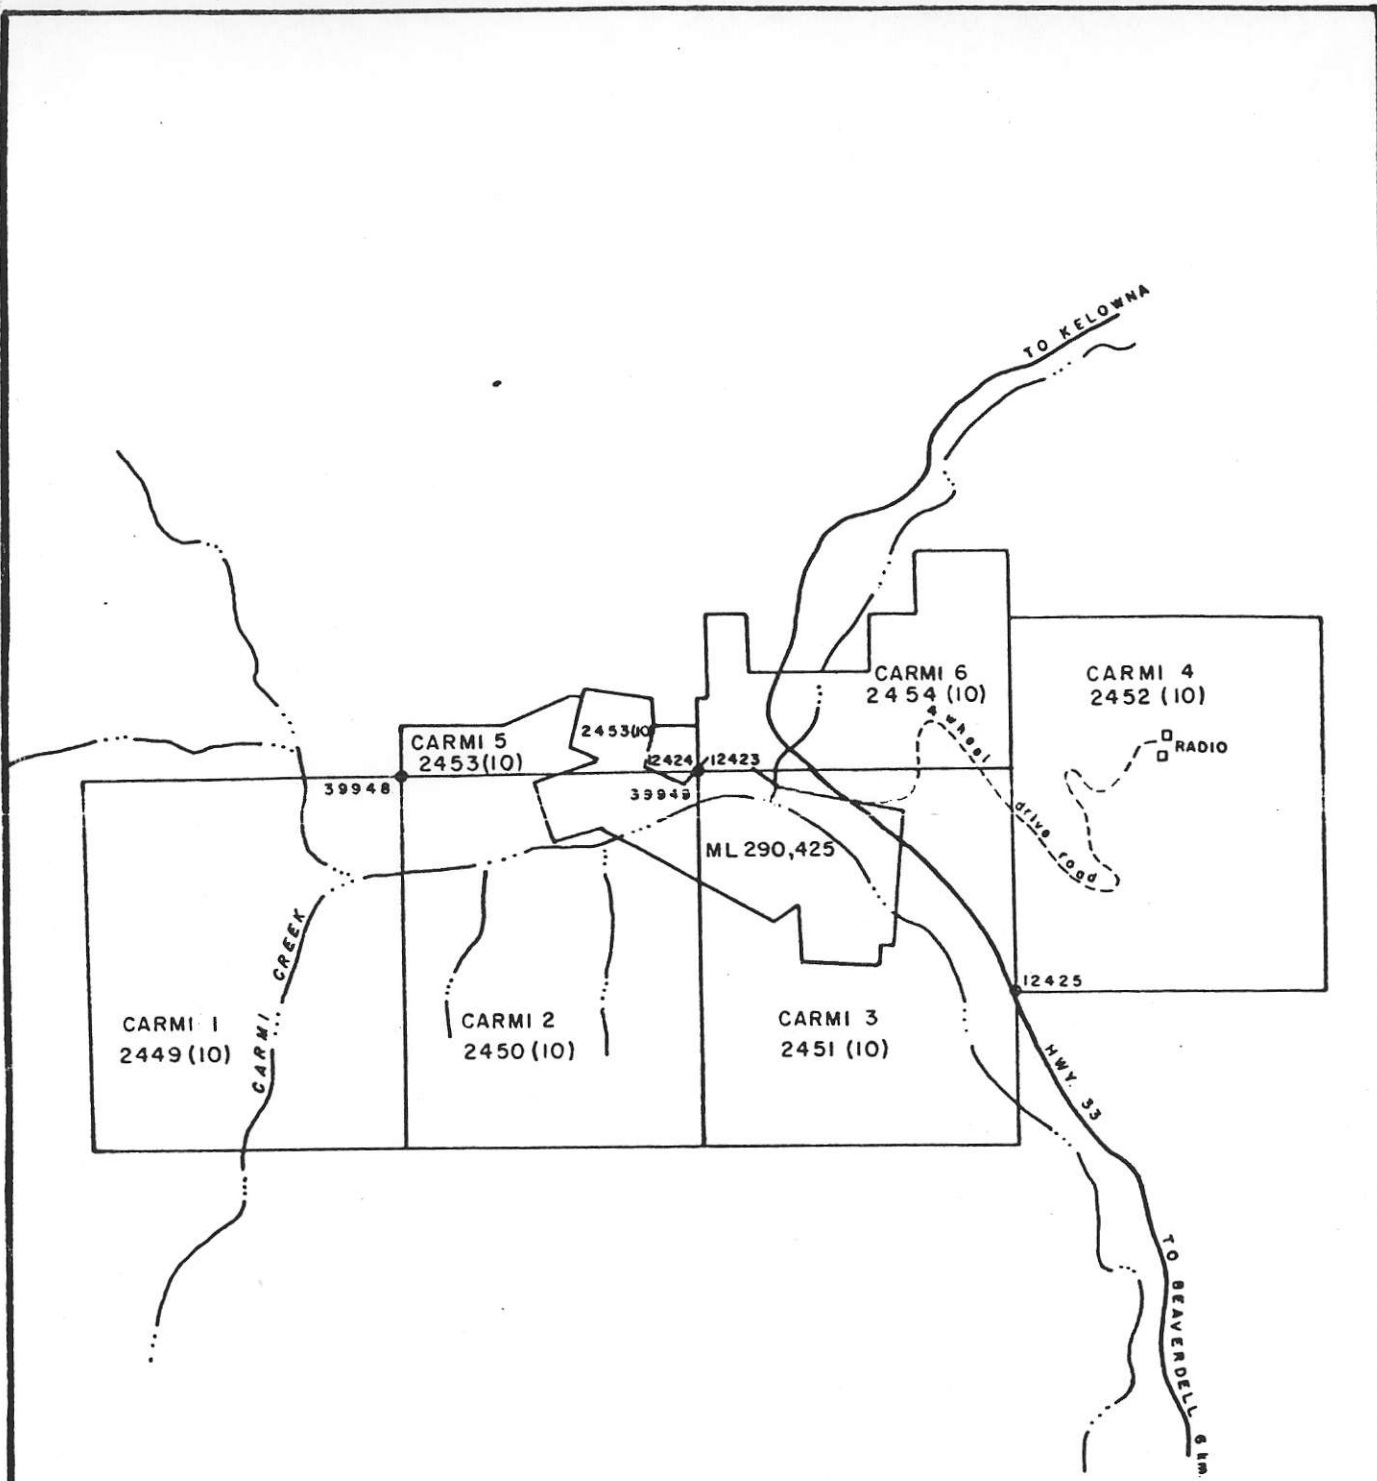 TO KELOWNA
CARMI 6
2454 (10)
CARMI 4
2452 (10)
4 wheel drive road
RADIO
2453(10)
CARMI 5
2453(10)
12424
12423
39948
39949
ML 290,425
12425
CARMI CREEK
CARMI 1
2449 (10)
CARMI 2
2450 (10)
CARMI 3
2451 (10)
HWY. 33
TO BEAVERDELL 6 km.